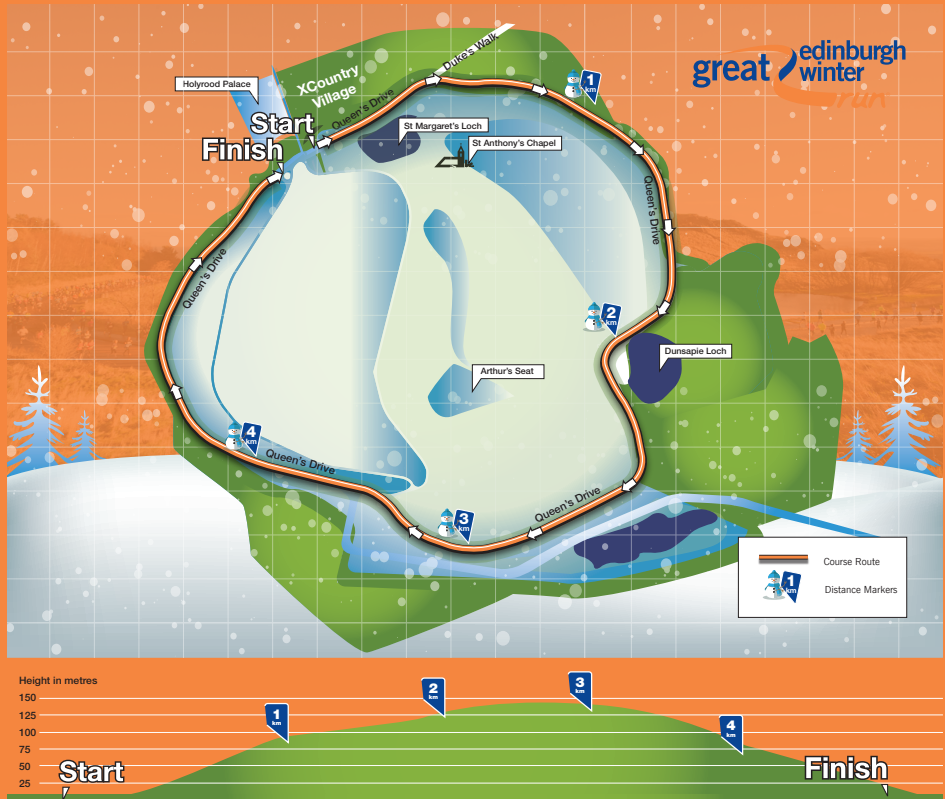 great edinburgh
winter
run
Holyrood Palace
XCountry
Village
Duke's Walk
1
km
Queen's Drive
St Margaret's Loch
Start
Finish
St Anthony's Chapel
Queen's Drive
Queen's Drive
2
km
Dunsapie Loch
Arthur's Seat
4
km
Queen's Drive
Queen's Drive
3
km
Course Route
1
km
Distance Markers
Height in metres
150
125
100
75
50
25
Start
1
km
2
km
3
km
4
km
Finish